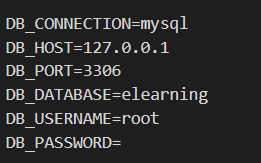 DB_CONNECTION=mysql
DB_HOST=127.0.0.1
DB_PORT=3306
DB_DATABASE=elearning
DB_USERNAME=root
DB_PASSWORD=